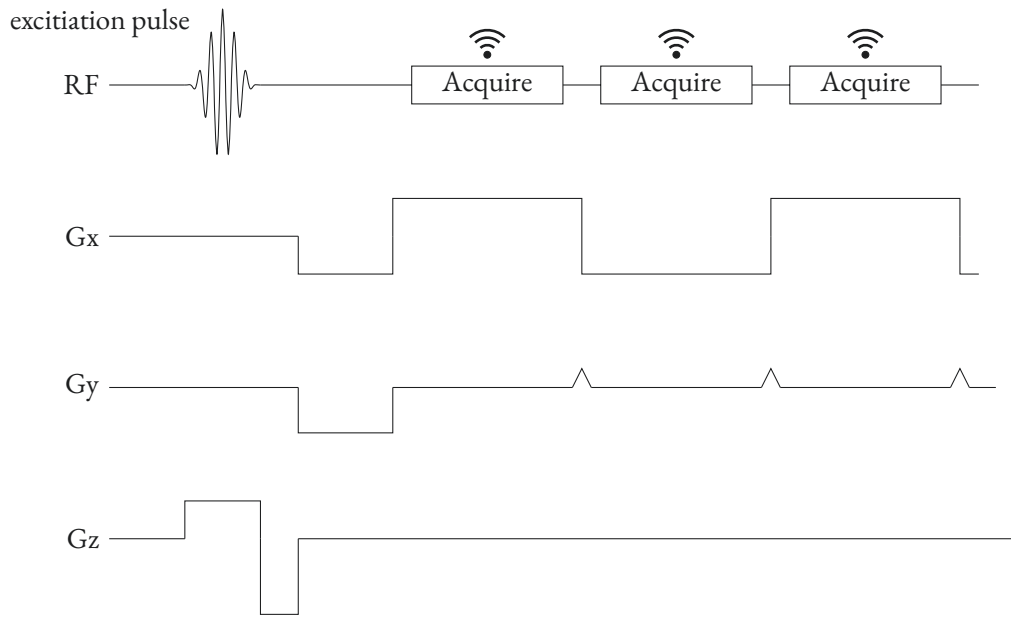 excitiation pulse
RF
Acquire
Acquire
Acquire
Gx
Gy
Gz